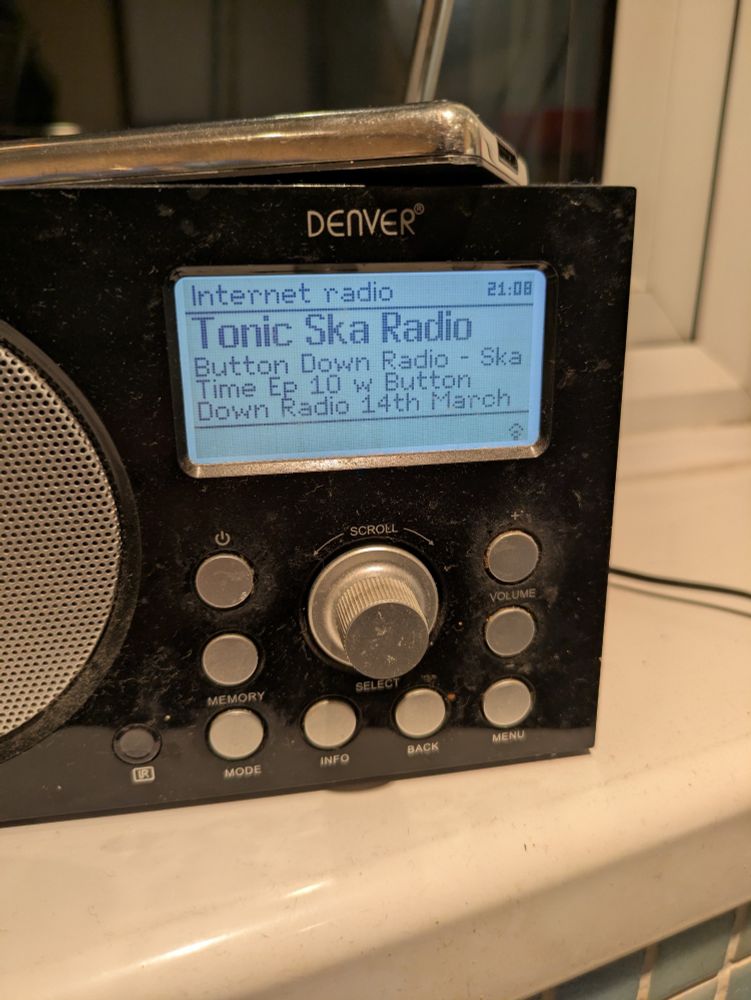 DENVER®
Internet radio 21:08
Tonic Ska Radio
Button Down Radio - Ska
Time Ep 10 w Button
Down Radio 14th March
SCROLL
+
VOLUME
SELECT
MEMORY
MODE
INFO
BACK
MENU
IR